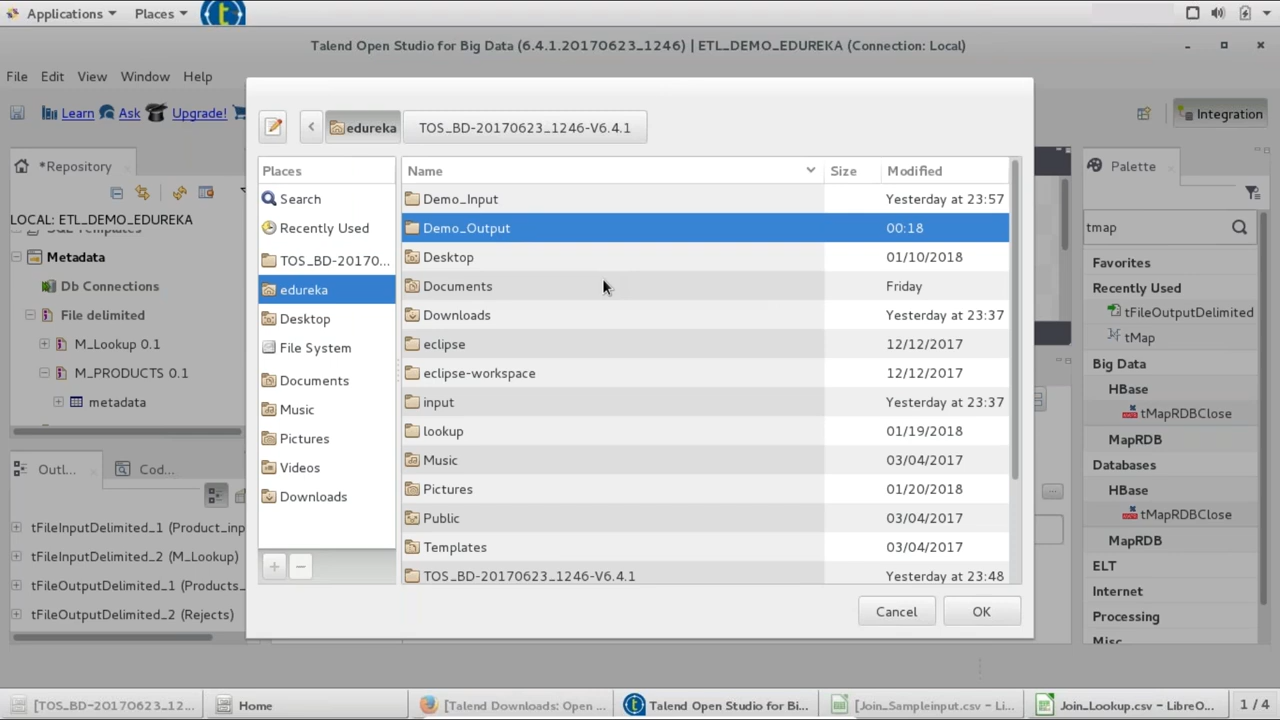 Applications Places
Talend Open Studio for Big Data (6.4.1.20170623_1246) | ETL_DEMO_EDUREKA (Connection: Local)
File Edit View Window Help
Learn Ask Upgrade! Integration
edureka TOS_BD-20170623_1246-V6.4.1
*Repository
LOCAL: ETL_DEMO_EDUREKA
Metadata
Db Connections
File delimited
M_Lookup 0.1
M_PRODUCTS 0.1
metadata
Outl... Cod...
tFileInputDelimited_1 (Product_inp
tFileInputDelimited_2 (M_Lookup)
tFileOutputDelimited_1 (Products_
tFileOutputDelimited_2 (Rejects)
Places
Search
Recently Used
TOS_BD-20170...
edureka
Desktop
File System
Documents
Music
Pictures
Videos
Downloads
Name Size Modified
Demo_Input Yesterday at 23:57
Demo_Output 00:18
Desktop 01/10/2018
Documents Friday
Downloads Yesterday at 23:37
eclipse 12/12/2017
eclipse-workspace 12/12/2017
input Yesterday at 23:37
lookup 01/19/2018
Music 03/04/2017
Pictures 01/20/2018
Public 03/04/2017
Templates 03/04/2017
TOS_BD-20170623_1246-V6.4.1 Yesterday at 23:48
Cancel OK
Palette
tmap
Favorites
Recently Used
tFileOutputDelimited
tMap
Big Data
HBase
tMapRDBClose
MapRDB
Databases
HBase
tMapRDBClose
MapRDB
ELT
Internet
Processing
Misc
[TOS_BD-20170623_12... Home [Talend Downloads: Open ... Talend Open Studio for Bi... [Join_Sampleinput.csv – Li... Join_Lookup.csv – LibreO... 1 / 4